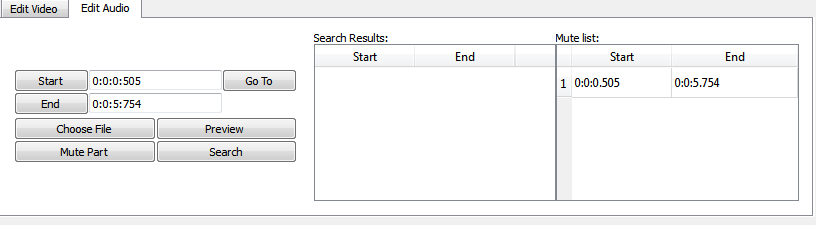 Edit Video Edit Audio
Search Results: Mute list:
Start End Start End
Start 0:0:0:505 Go To
1 0:0:0.505 0:0:5.754
End 0:0:5:754
Choose File Preview
Mute Part Search